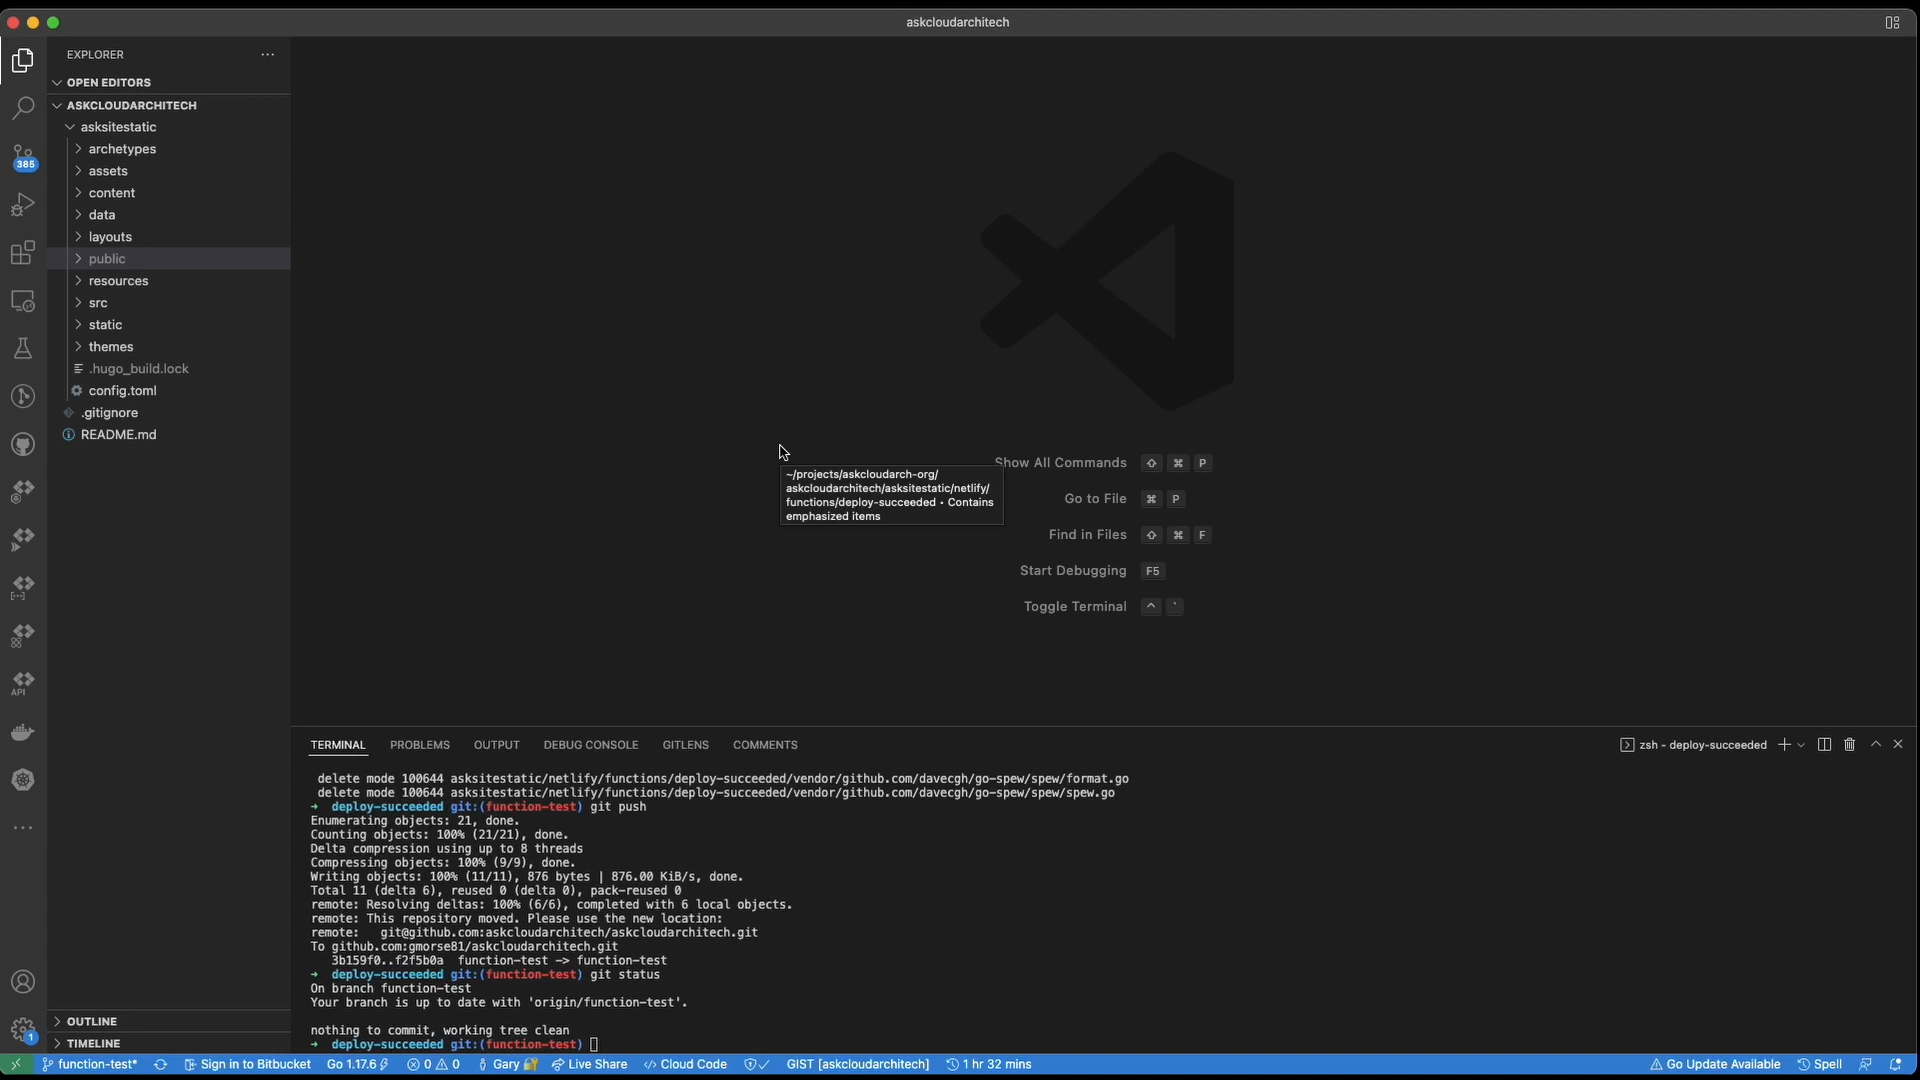 askcloudarchitech
EXPLORER
OPEN EDITORS
ASKCLOUDARCHITECH
asksitestatic
archetypes
assets
385
content
data
layouts
public
resources
src
static
themes
.hugo_build.lock
config.toml
.gitignore
README.md
API
OUTLINE
TIMELINE
1
Show All Commands ⇧ ⌘ P
Go to File ⌘ P
Find in Files ⇧ ⌘ F
Start Debugging F5
Toggle Terminal ^ `
~/projects/askcloudarch-org/
askcloudarchitech/asksitestatic/netlify/
functions/deploy-succeeded • Contains
emphasized items
TERMINAL PROBLEMS OUTPUT DEBUG CONSOLE GITLENS COMMENTS
zsh - deploy-succeeded
delete mode 100644 asksitestatic/netlify/functions/deploy-succeeded/vendor/github.com/davecgh/go-spew/spew/format.go
delete mode 100644 asksitestatic/netlify/functions/deploy-succeeded/vendor/github.com/davecgh/go-spew/spew/spew.go
→ deploy-succeeded git:(function-test) git push
Enumerating objects: 21, done.
Counting objects: 100% (21/21), done.
Delta compression using up to 8 threads
Compressing objects: 100% (9/9), done.
Writing objects: 100% (11/11), 876 bytes | 876.00 KiB/s, done.
Total 11 (delta 6), reused 0 (delta 0), pack-reused 0
remote: Resolving deltas: 100% (6/6), completed with 6 local objects.
remote: This repository moved. Please use the new location:
remote:   git@github.com:askcloudarchitech/askcloudarchitech.git
To github.com:gmorse81/askcloudarchitech.git
3b159f0..f2f5b0a  function-test -> function-test
→ deploy-succeeded git:(function-test) git status
On branch function-test
Your branch is up to date with 'origin/function-test'.
nothing to commit, working tree clean
→ deploy-succeeded git:(function-test)
function-test* Sign in to Bitbucket Go 1.17.6 0 0 Gary Live Share Cloud Code GIST [askcloudarchitech] 1 hr 32 mins Go Update Available Spell